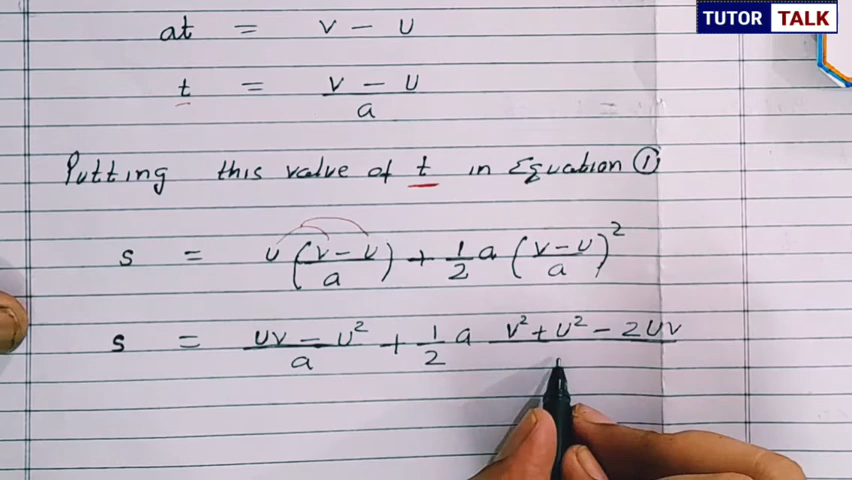 TUTOR TALK
at = v - u
t = v - u / a
Putting this value of t in Equation ①
s = u (v - u / a) + 1/2 a (v - u / a)²
s = uv - u² / a + 1/2 a v² + u² - 2uv